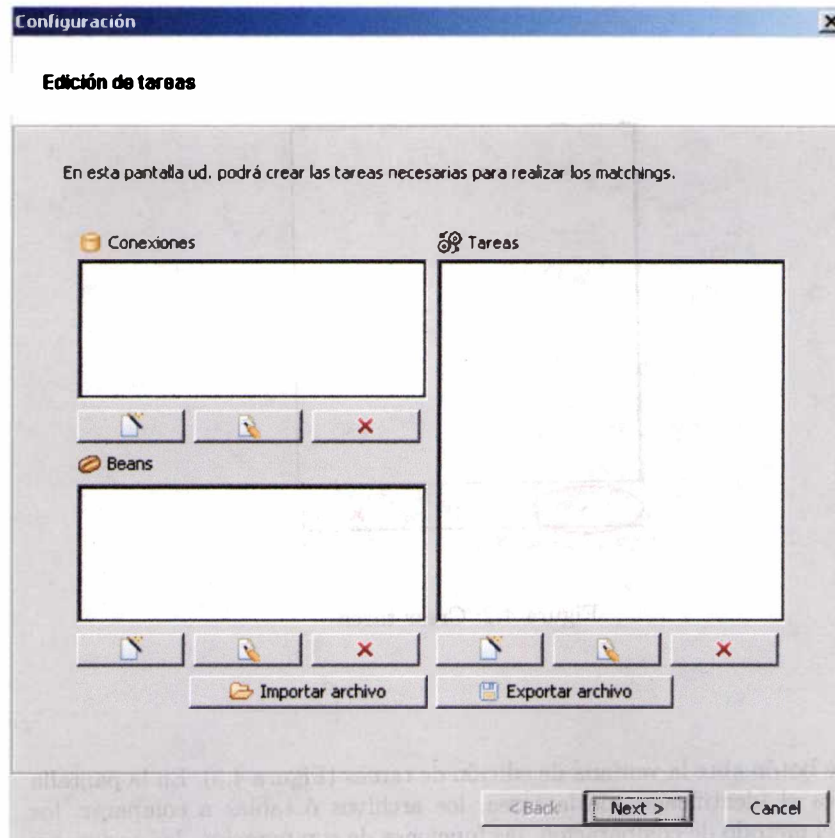 Configuración
Edición de tareas
En esta pantalla ud. podrá crear las tareas necesarias para realizar los matchings.
Conexiones
Tareas
Beans
Importar archivo
Exportar archivo
< Back
Next >
Cancel